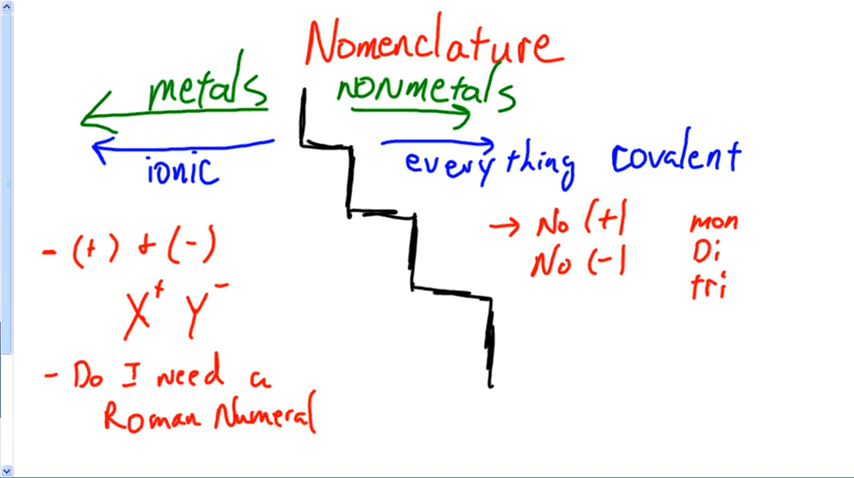 Nomenclature
metals nonmetals
ionic everything covalent
- (+) + (-)
X⁺ Y⁻
- Do I need a
Roman Numeral
→ No (+)
No (-)
mon
Di
tri